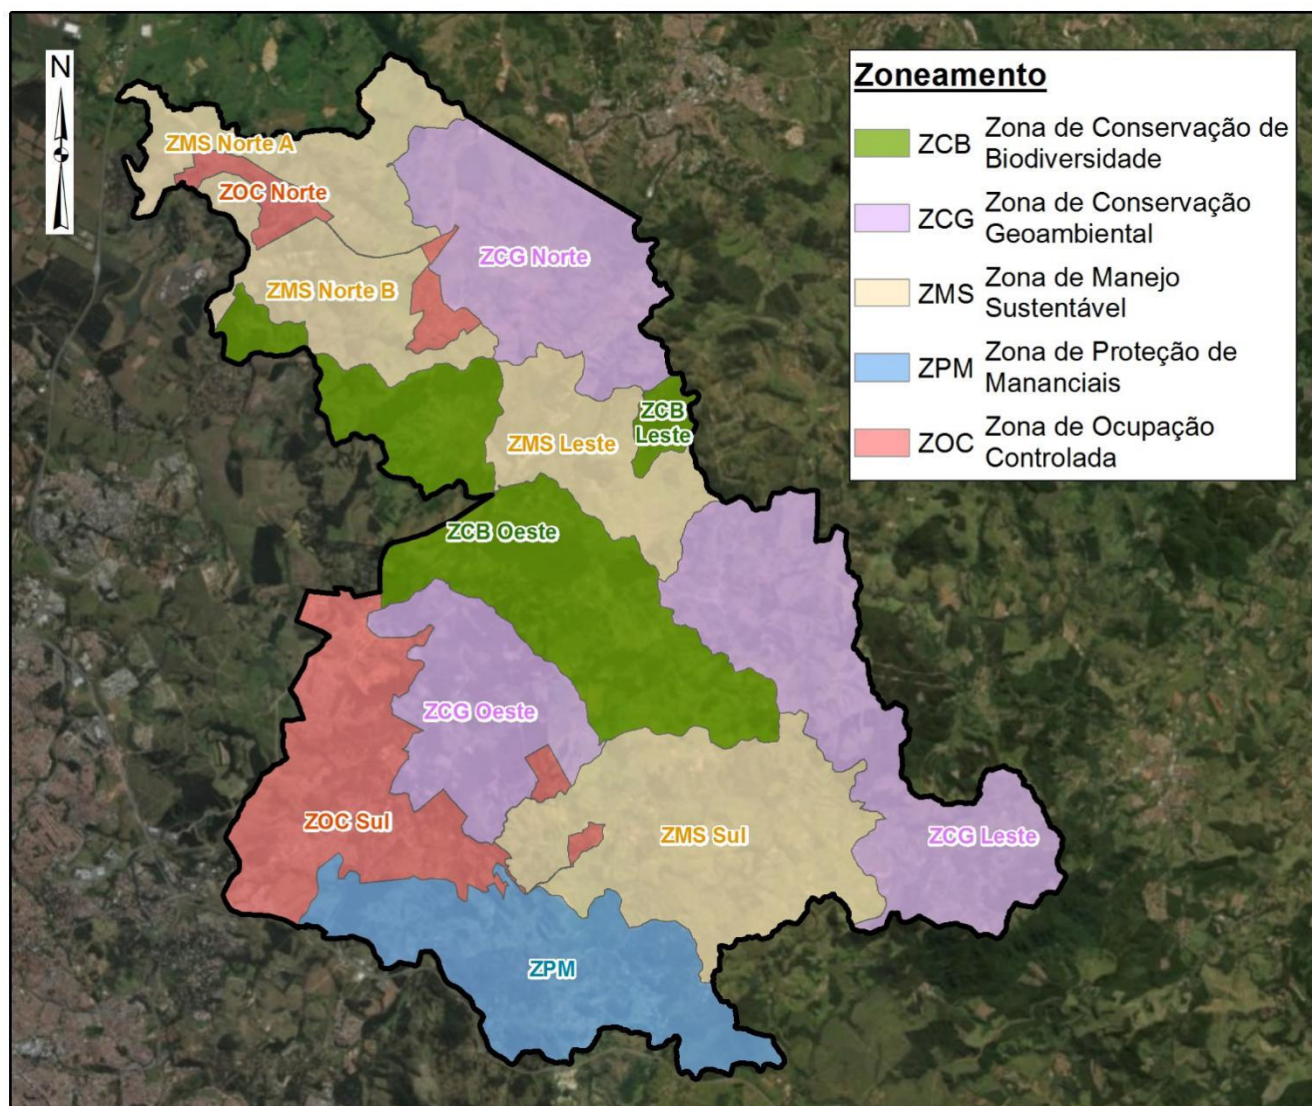 N
Zoneamento
ZCB Zona de Conservação de
Biodiversidade
ZCG Zona de Conservação
Geoambiental
ZMS Zona de Manejo
Sustentável
ZPM Zona de Proteção de
Mananciais
ZOC Zona de Ocupação
Controlada
ZMS Norte A
ZOC Norte
ZCG Norte
ZMS Norte B
ZCB
Leste
ZMS Leste
ZCB Oeste
ZCG Oeste
ZOC Sul
ZMS Sul
ZCG Leste
ZPM